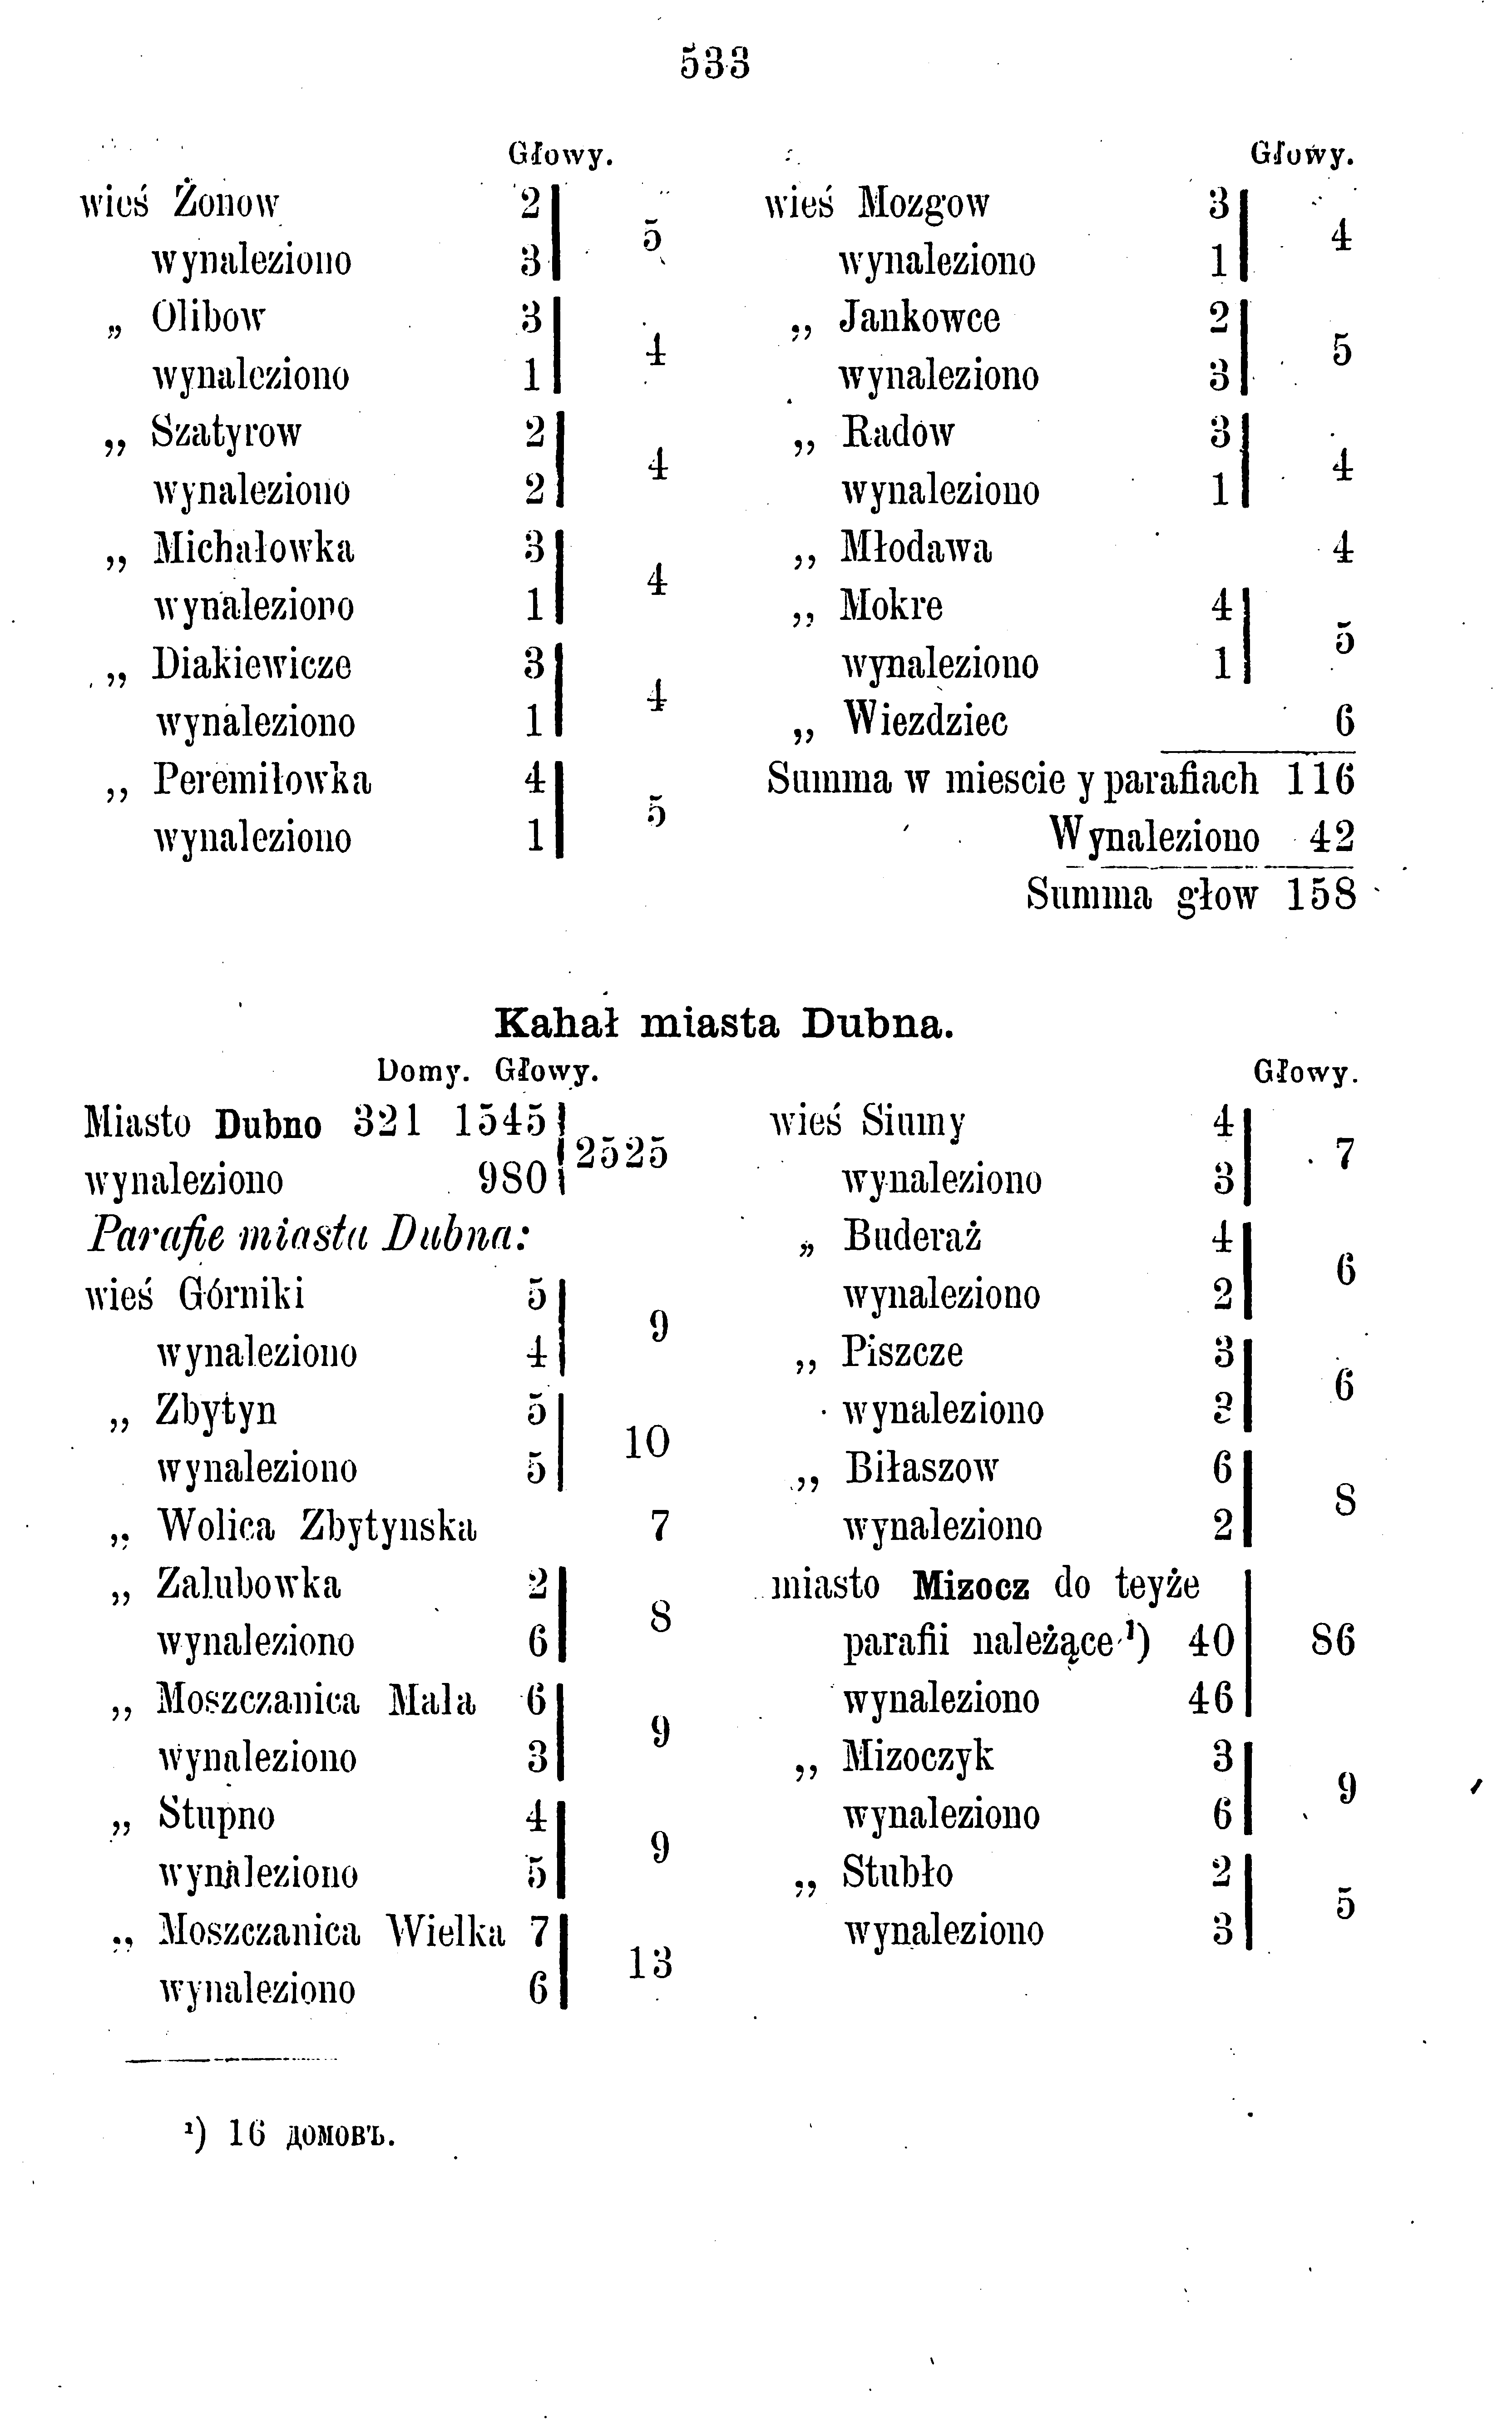 533
Głowy.
wieś Żonow 2 5
wynaleziono 3
„ Olibow 3 4
wynaleziono 1
„ Szatyrow 2 4
wynaleziono 2
„ Michałowka 3 4
wynaleziono 1
„ Diakiewicze 3 4
wynaleziono 1
„ Peremiłowka 4 5
wynaleziono 1
Głowy.
wieś Mozgow 3 4
wynaleziono 1
„ Jankowce 2 5
wynaleziono 3
„ Radow 3 4
wynaleziono 1
„ Młodawa 4
„ Mokre 4 5
wynaleziono 1
„ Wiezdziec 6
Summa w miescie y parafiach 116
Wynaleziono 42
Summa głow 158
Kahał miasta Dubna.
Domy. Głowy.
Miasto Dubno 321 1545 2525
wynaleziono 980
Parafie miasta Dubna:
wieś Górniki 5 9
wynaleziono 4
„ Zbytyn 5 10
wynaleziono 5
„ Wolica Zbytynska 7
„ Zalubowka 2 8
wynaleziono 6
„ Moszczanica Mala 6 9
wynaleziono 3
„ Stupno 4 9
wynaleziono 5
„ Moszczanica Wielka 7 13
wynaleziono 6
Głowy.
wieś Siumy 4 7
wynaleziono 3
„ Buderaż 4 6
wynaleziono 2
„ Piszcze 3 6
wynaleziono 3
„ Biłaszow 6 8
wynaleziono 2
miasto Mizocz do teyże
parafii należące ¹) 40 86
wynaleziono 46
„ Mizoczyk 3 9
wynaleziono 6
„ Stubło 2 5
wynaleziono 3
¹) 16 домовъ.